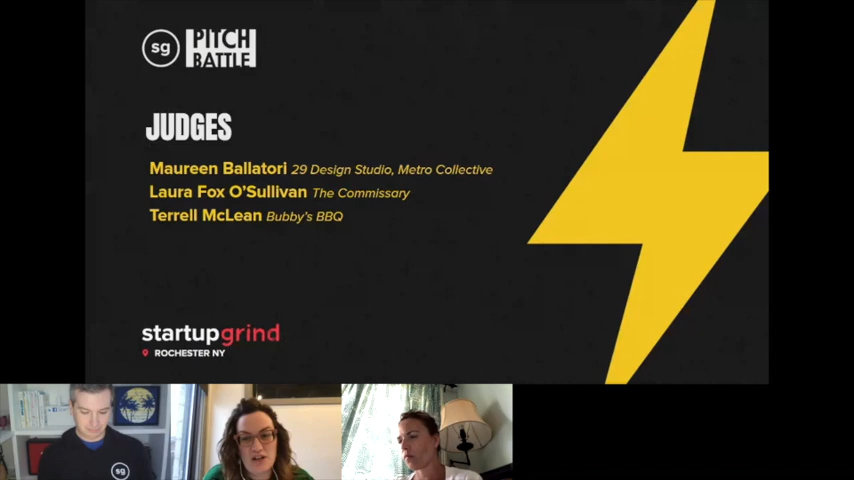 sg PITCH BATTLE
JUDGES
Maureen Ballatori 29 Design Studio, Metro Collective
Laura Fox O'Sullivan The Commissary
Terrell McLean Bubby's BBQ
startupgrind
ROCHESTER NY
sg